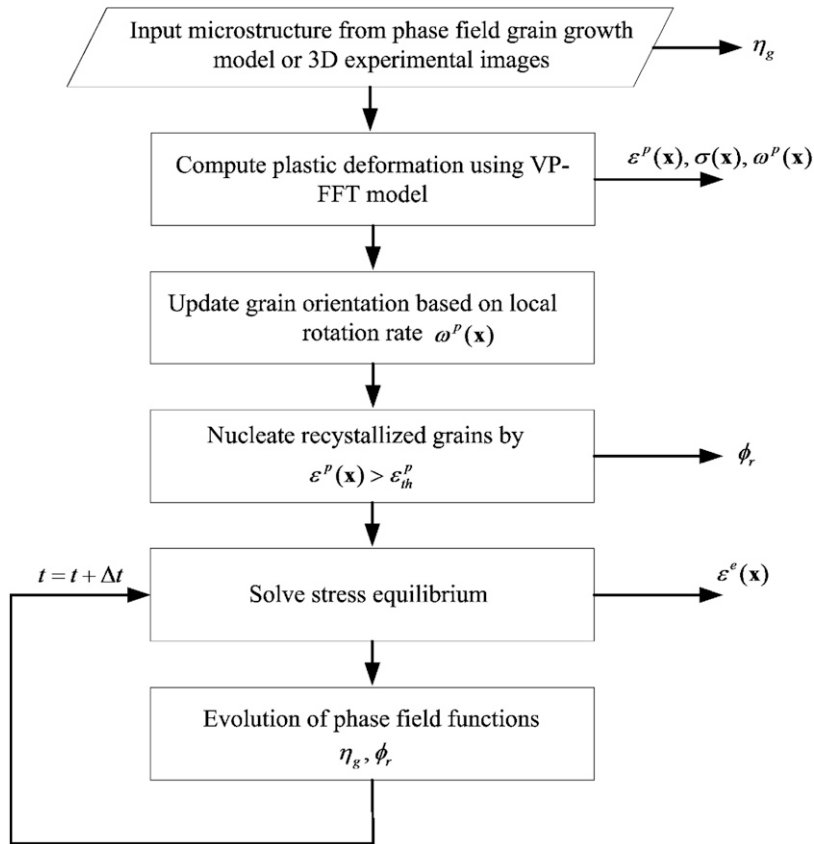 Input microstructure from phase field grain growth
model or 3D experimental images
η_g
Compute plastic deformation using VP-
FFT model
ε^p(x), σ(x), ω^p(x)
Update grain orientation based on local
rotation rate ω^p(x)
Nucleate recystallized grains by
ε^p(x) > ε_th^p
ϕ_r
t = t + Δt
Solve stress equilibrium
ε^e(x)
Evolution of phase field functions
η_g, ϕ_r